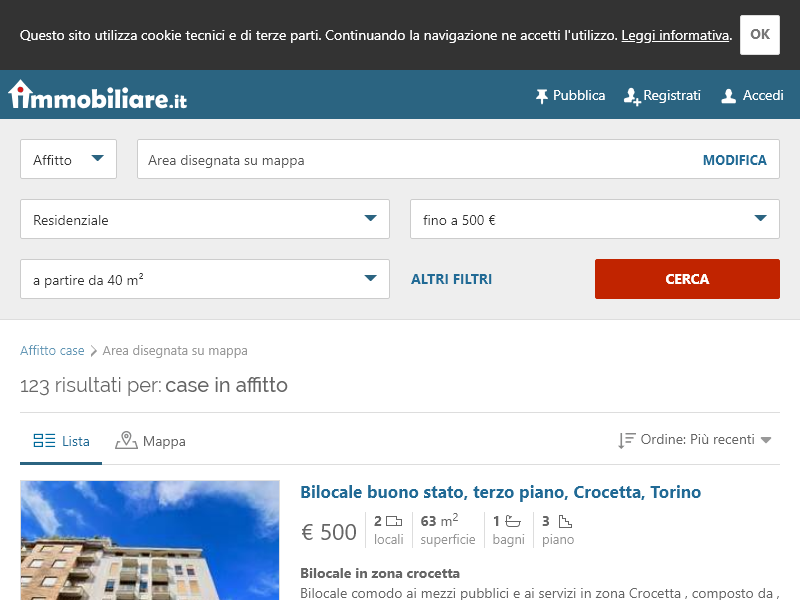 Questo sito utilizza cookie tecnici e di terze parti. Continuando la navigazione ne accetti l'utilizzo. Leggi informativa. OK
immobiliare.it Pubblica Registrati Accedi
Affitto Area disegnata su mappa MODIFICA
Residenziale fino a 500 €
a partire da 40 m² ALTRI FILTRI CERCA
Affitto case Area disegnata su mappa
123 risultati per: case in affitto
Lista Mappa Ordine: Più recenti
Bilocale buono stato, terzo piano, Crocetta, Torino
€ 500 2 locali 63 m² superficie 1 bagni 3 piano
Bilocale in zona crocetta
Bilocale comodo ai mezzi pubblici e ai servizi in zona Crocetta , composto da ,